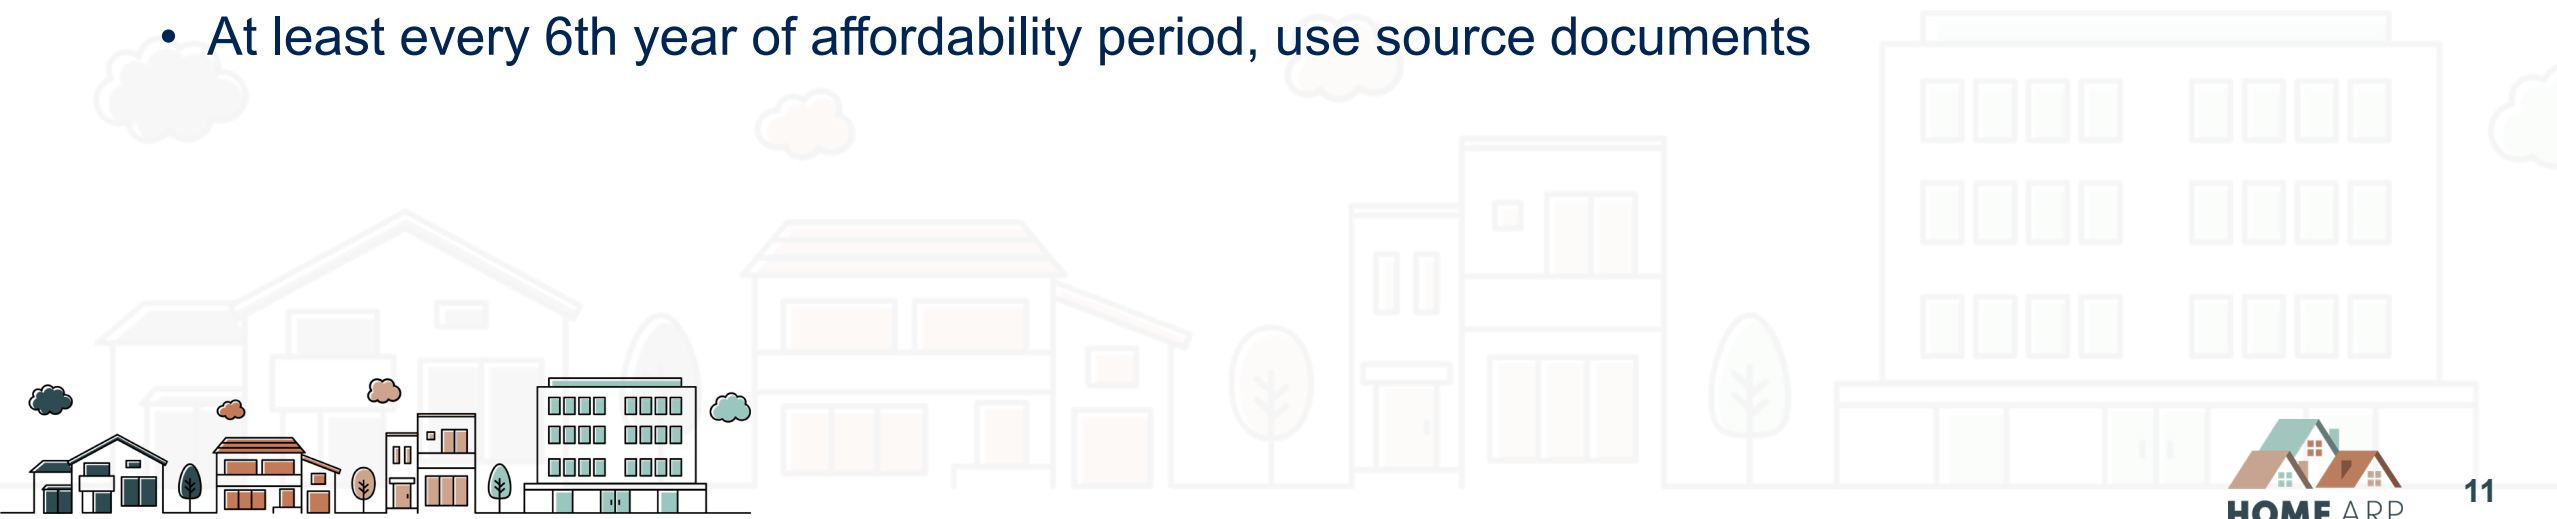 • At least every 6th year of affordability period, use source documents
HOME ARP
11